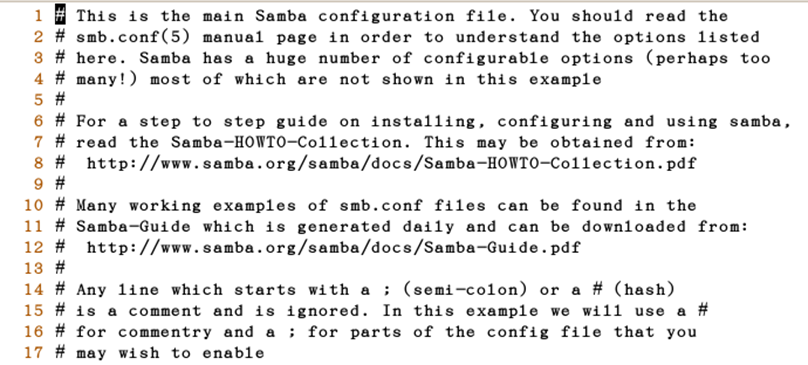 1 # This is the main Samba configuration file. You should read the
2 # smb.conf(5) manual page in order to understand the options listed
3 # here. Samba has a huge number of configurable options (perhaps too
4 # many!) most of which are not shown in this example
5 #
6 # For a step to step guide on installing, configuring and using samba,
7 # read the Samba-HOWTO-Collection. This may be obtained from:
8 #  http://www.samba.org/samba/docs/Samba-HOWTO-Collection.pdf
9 #
10 # Many working examples of smb.conf files can be found in the
11 # Samba-Guide which is generated daily and can be downloaded from:
12 #  http://www.samba.org/samba/docs/Samba-Guide.pdf
13 #
14 # Any line which starts with a ; (semi-colon) or a # (hash)
15 # is a comment and is ignored. In this example we will use a #
16 # for commentry and a ; for parts of the config file that you
17 # may wish to enable